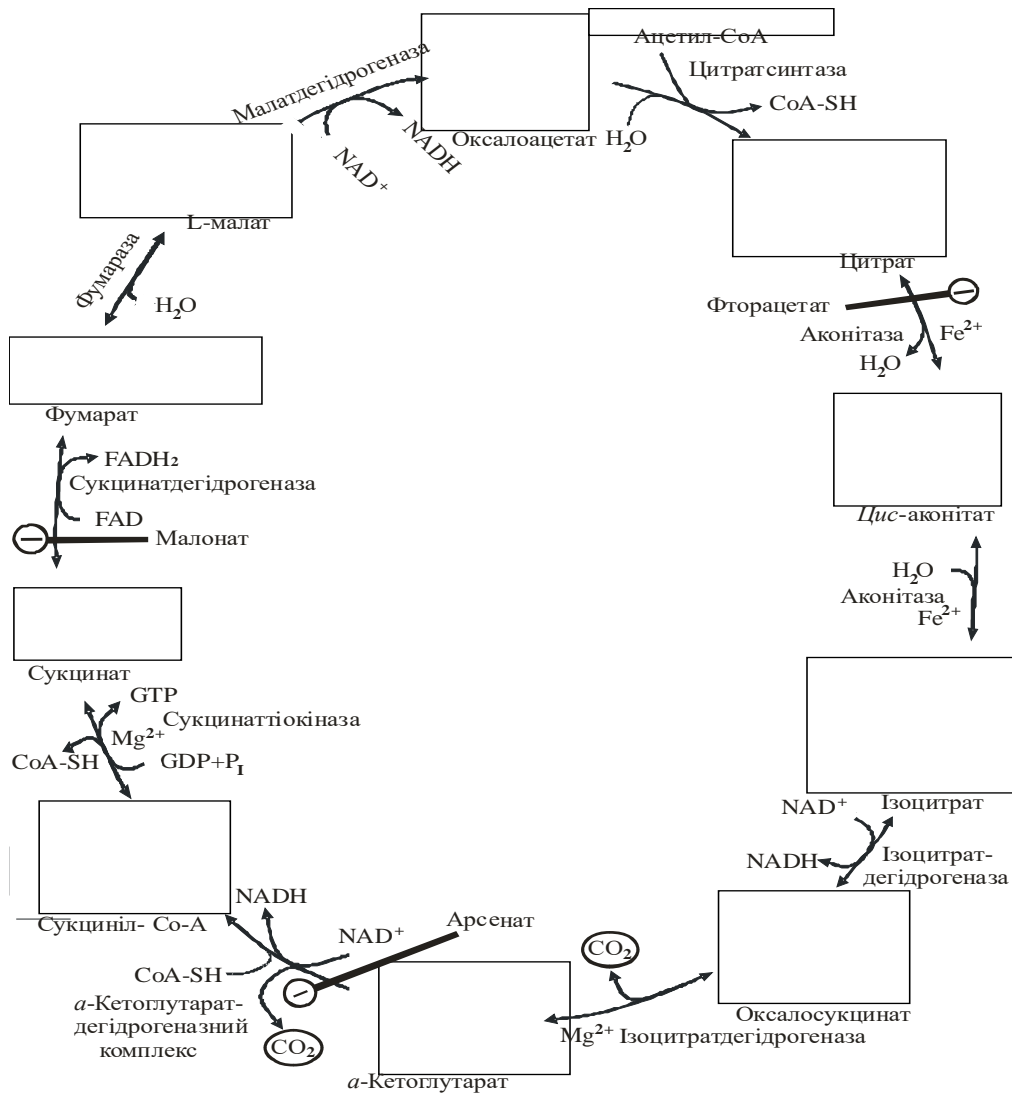 Ацетил-CoA
Цитратсинтаза
CoA-SH
H2O
Оксалоацетат
Малатдегідрогеназа
NADH
NAD+
L-малат
Цитрат
Фторацетат
Аконітаза
Fe2+
H2O
Фумараза
H2O
Фумарат
FADH2
Сукцинатдегідрогеназа
FAD
Малонат
Цис-аконітат
H2O
Аконітаза
Fe2+
Сукцинат
GTP
Сукцинаттіокіназа
Mg2+
CoA-SH
GDP+PI
Ізоцитрат
NAD+
NADH
Ізоцитрат-
дегідрогеназа
Сукциніл- Co-A
NADH
NAD+
Арсенат
CoA-SH
a-Кетоглутарат-
дегідрогеназний
комплекс
CO2
CO2
Оксалосукцинат
Mg2+ Ізоцитратдегідрогеназа
a-Кетоглутарат